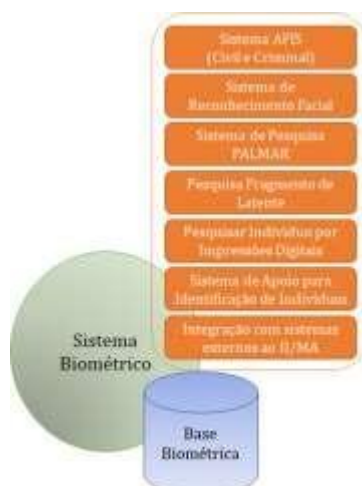 Sistema AFIS
(Civil e Criminal)
Sistema de
Reconhecimento Facial
Sistema de Pesquisa
PALMAR
Pesquisa Fragmento de
Latente
Pesquisar Indivíduo por
Impressões Digitais
Sistema de Apoio para
Identificação de Indivíduos
Integração com sistemas
externos ao II/MA
Sistema
Biométrico
Base
Biométrica